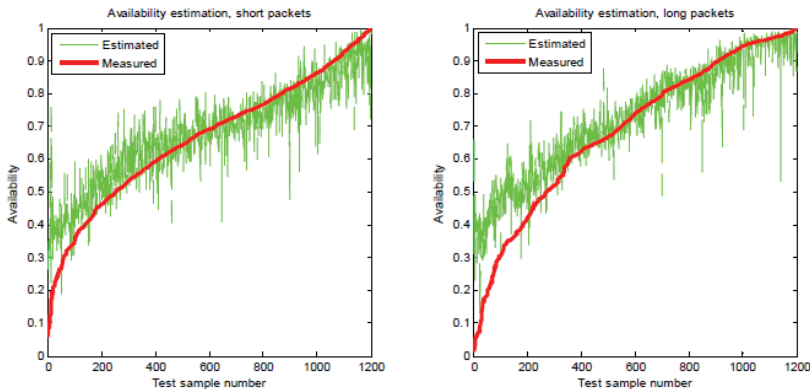 Availability estimation, short packets
Estimated
Measured
Availability
1
0.9
0.8
0.7
0.6
0.5
0.4
0.3
0.2
0.1
0
0 200 400 600 800 1000 1200
Test sample number
Availability estimation, long packets
Estimated
Measured
Availability
1
0.9
0.8
0.7
0.6
0.5
0.4
0.3
0.2
0.1
0
0 200 400 600 800 1000 1200
Test sample number